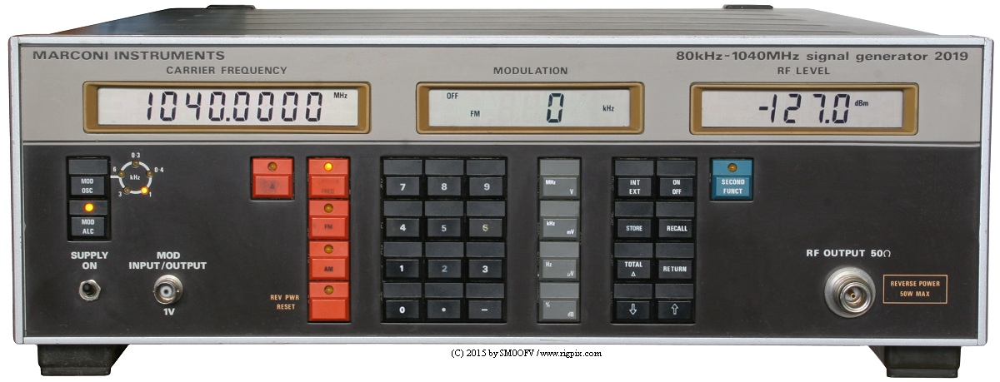 MARCONI INSTRUMENTS
80kHz-1040MHz signal generator 2019
CARRIER FREQUENCY
MODULATION
RF LEVEL
1040.0000 MHz
OFF
FM 0 kHz
-127.0 dBm
0·3
6 0·4
kHz
3 1
MOD
OSC
MOD
ALC
SUPPLY
ON
MOD
INPUT/OUTPUT
1V
FREQ
FM
AM
REV PWR
RESET
7 8 9
4 5 6
1 2 3
0 • −
MHz
V
kHz
mV
Hz
µV
%
dB
INT
EXT
ON
OFF
STORE RECALL
TOTAL
Δ
RETURN
⇩ ⇧
SECOND
FUNCT
RF OUTPUT 50Ω
REVERSE POWER
50W MAX
(C) 2015 by SM0OFV /www.rigpix.com